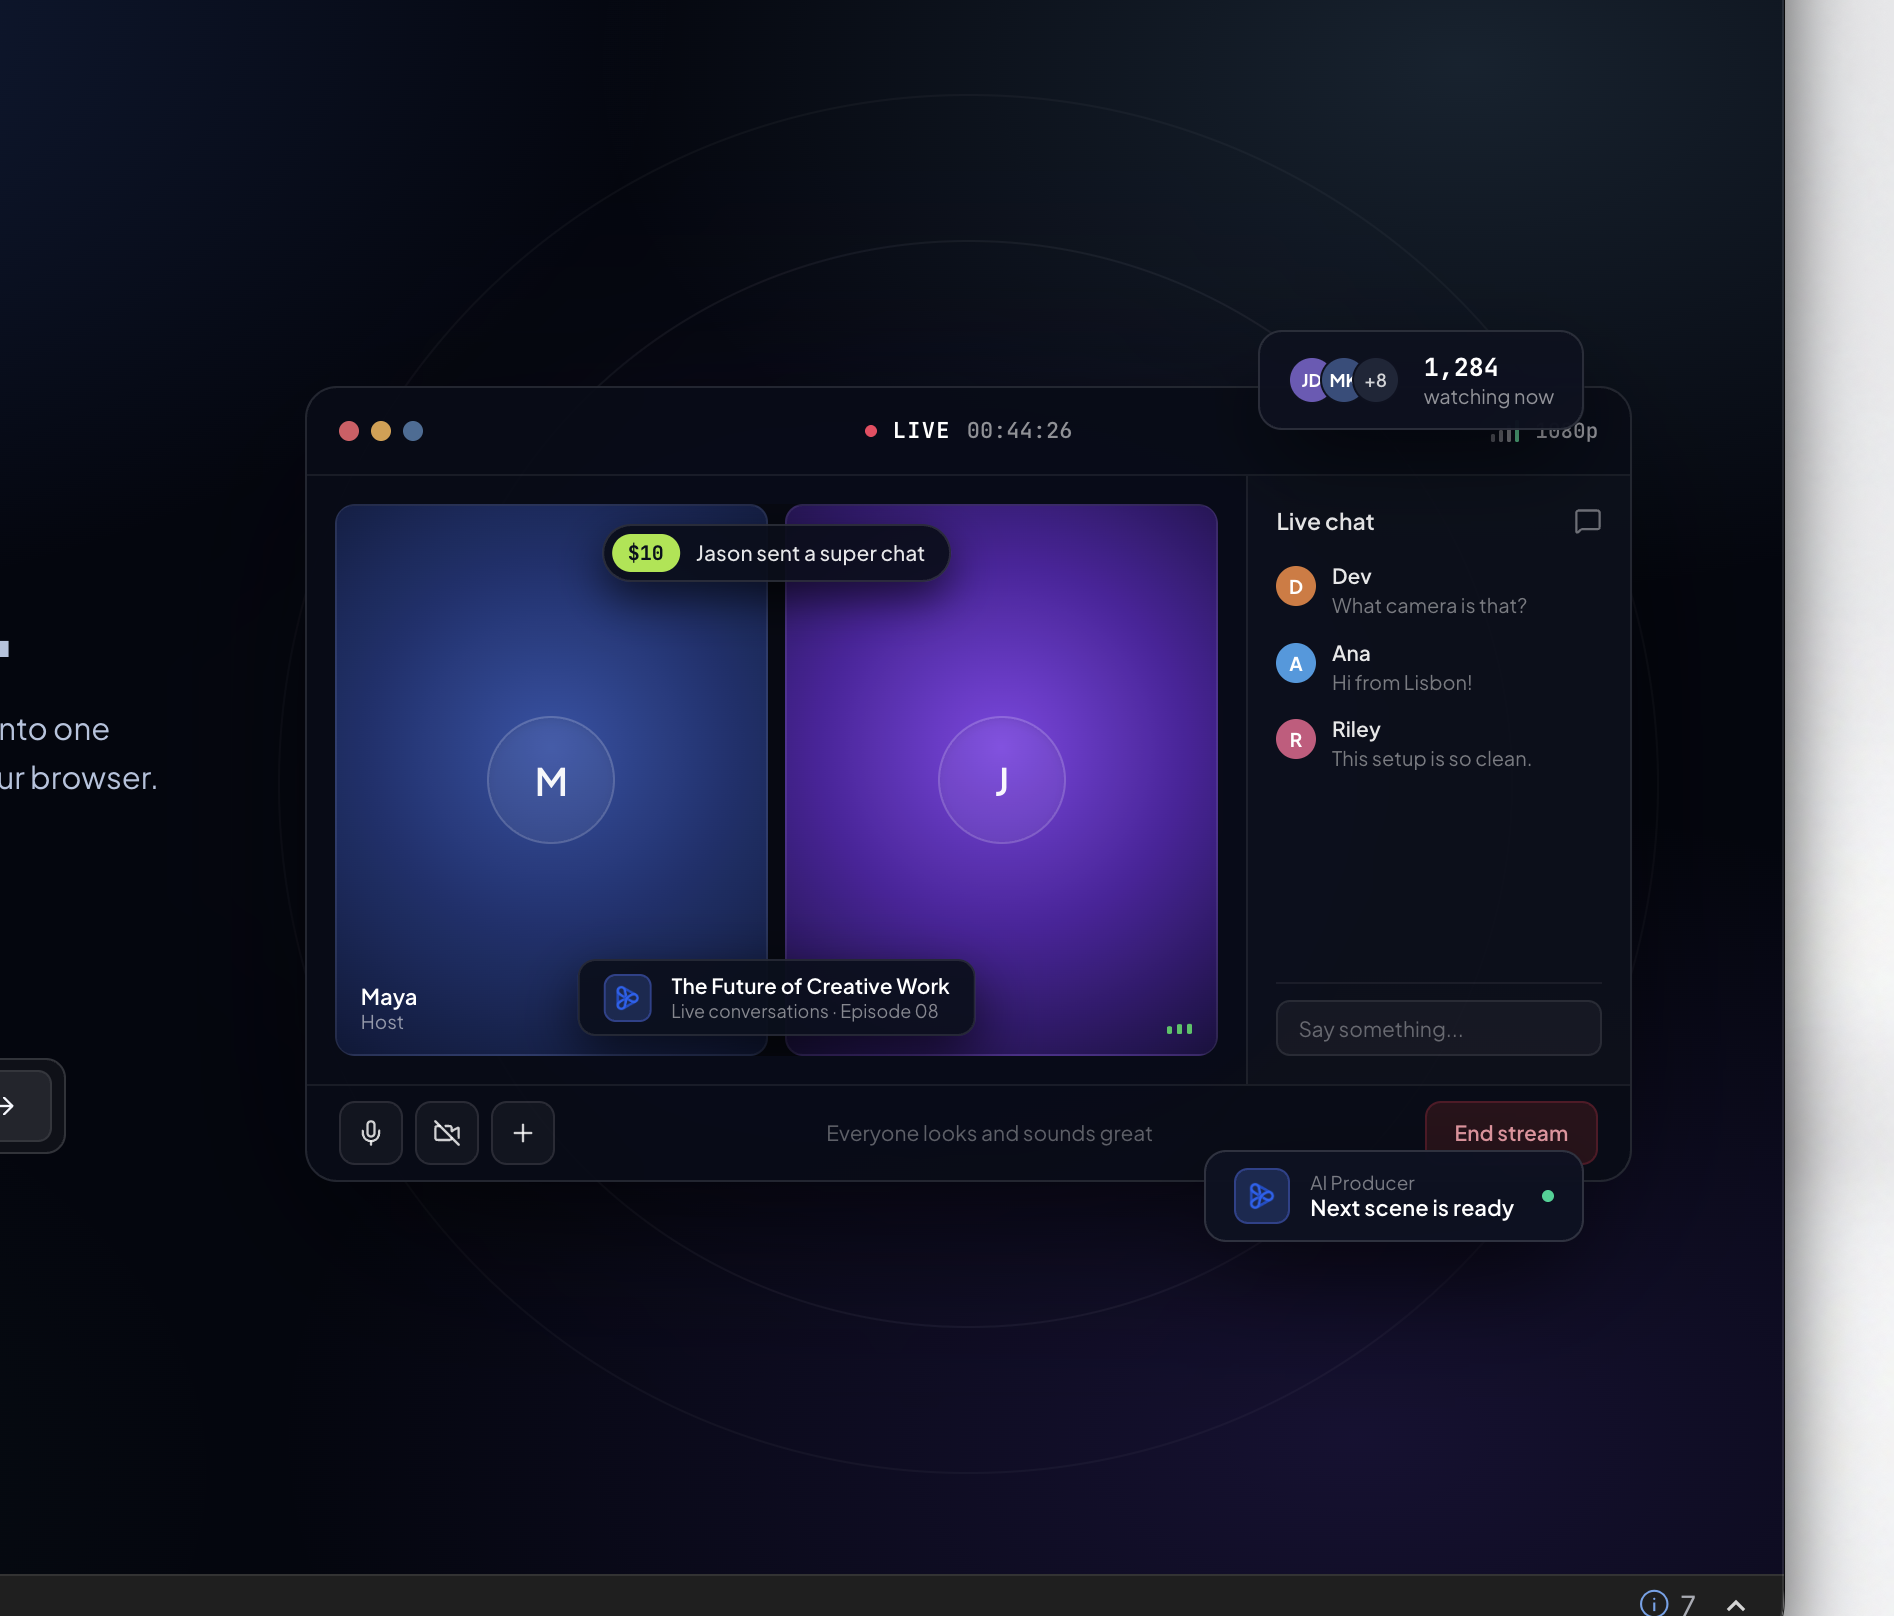 1,284
JD MK +8
watching now
LIVE 00:44:26
1080p
$10 Jason sent a super chat
Live chat
D Dev
What camera is that?
A Ana
Hi from Lisbon!
R Riley
This setup is so clean.
nto one
ur browser.
M
J
Maya
Host
The Future of Creative Work
Live conversations · Episode 08
Say something...
Everyone looks and sounds great
End stream
AI Producer
Next scene is ready
7